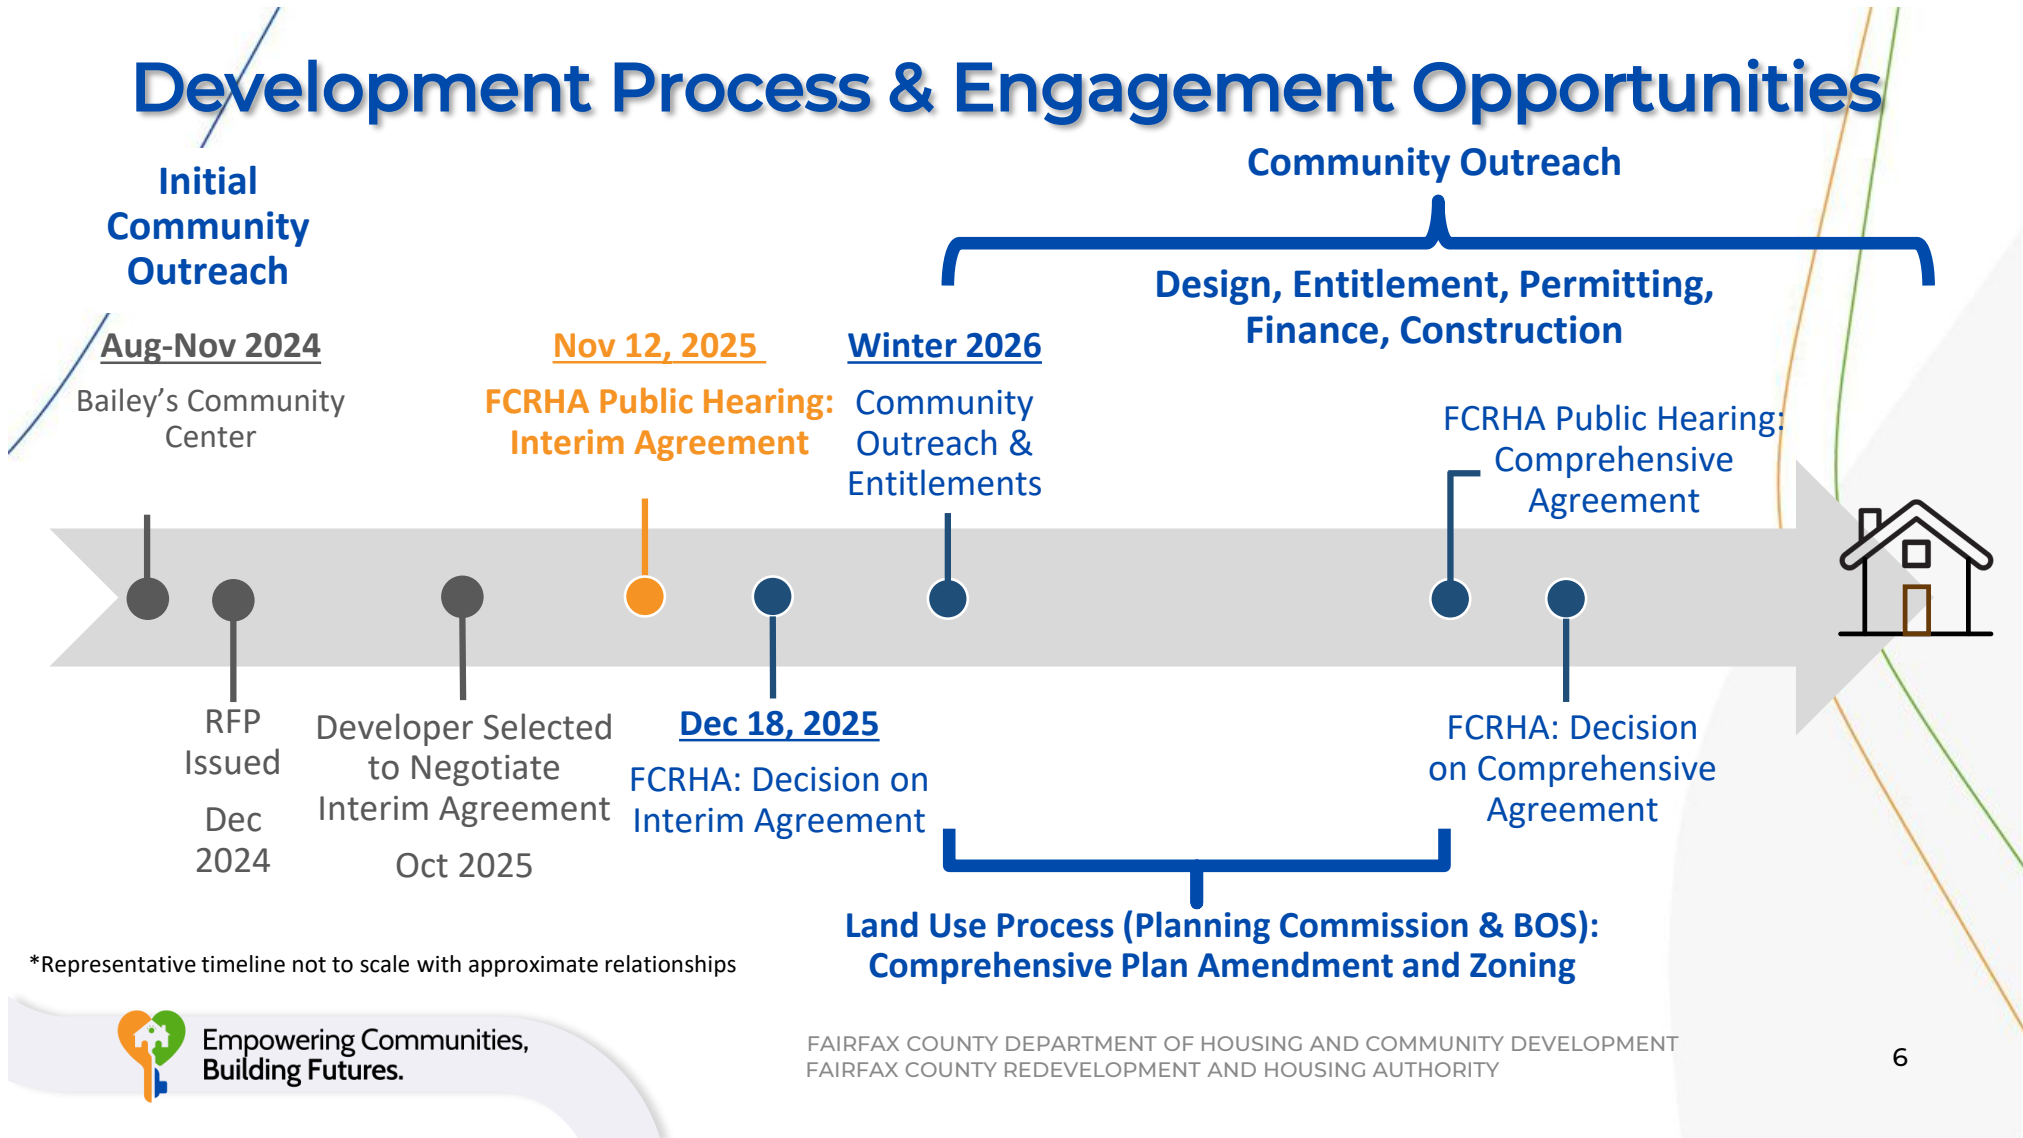 Development Process & Engagement Opportunities
Initial
Community
Outreach
Community Outreach
Design, Entitlement, Permitting,
Finance, Construction
Aug-Nov 2024
Bailey’s Community
Center
Nov 12, 2025
FCRHA Public Hearing:
Interim Agreement
Winter 2026
Community
Outreach &
Entitlements
FCRHA Public Hearing:
Comprehensive
Agreement
RFP
Issued
Dec
2024
Developer Selected
to Negotiate
Interim Agreement
Oct 2025
Dec 18, 2025
FCRHA: Decision on
Interim Agreement
FCRHA: Decision
on Comprehensive
Agreement
Land Use Process (Planning Commission & BOS):
Comprehensive Plan Amendment and Zoning
*Representative timeline not to scale with approximate relationships
Empowering Communities,
Building Futures.
FAIRFAX COUNTY DEPARTMENT OF HOUSING AND COMMUNITY DEVELOPMENT
FAIRFAX COUNTY REDEVELOPMENT AND HOUSING AUTHORITY
6